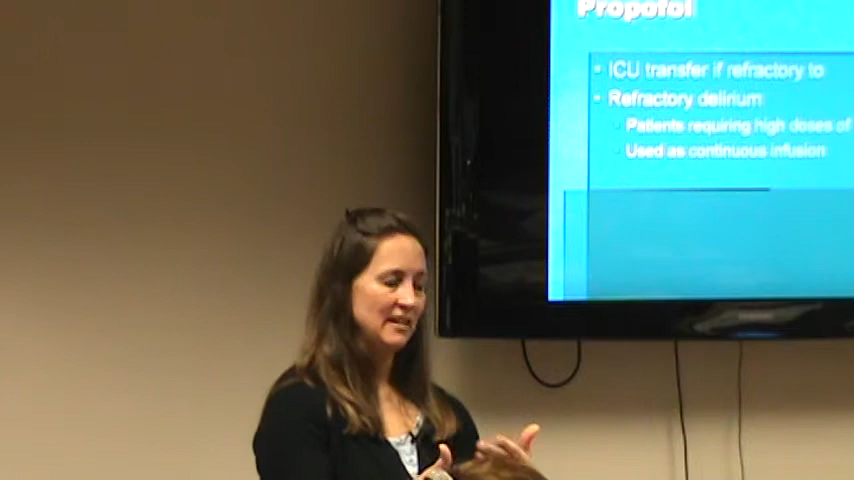 Propofol
• ICU transfer if refractory to
• Refractory delirium
Patients requiring high doses of
Used as continuous infusion